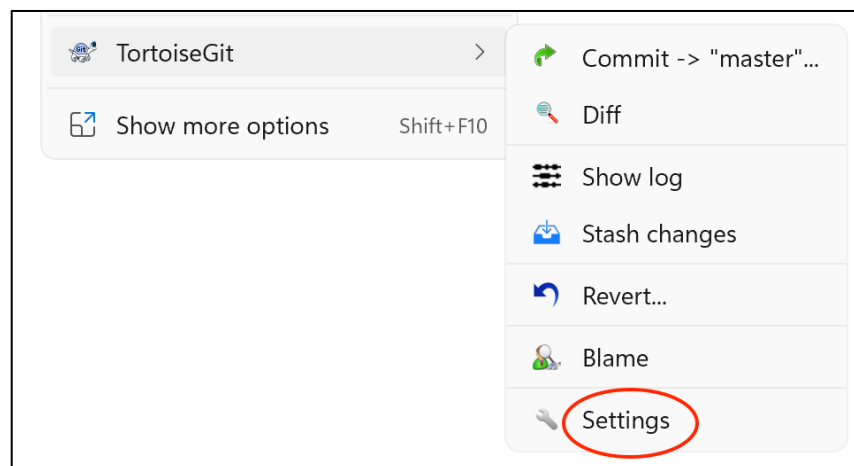 TortoiseGit
Show more options Shift+F10
Commit -> "master"...
Diff
Show log
Stash changes
Revert...
Blame
Settings